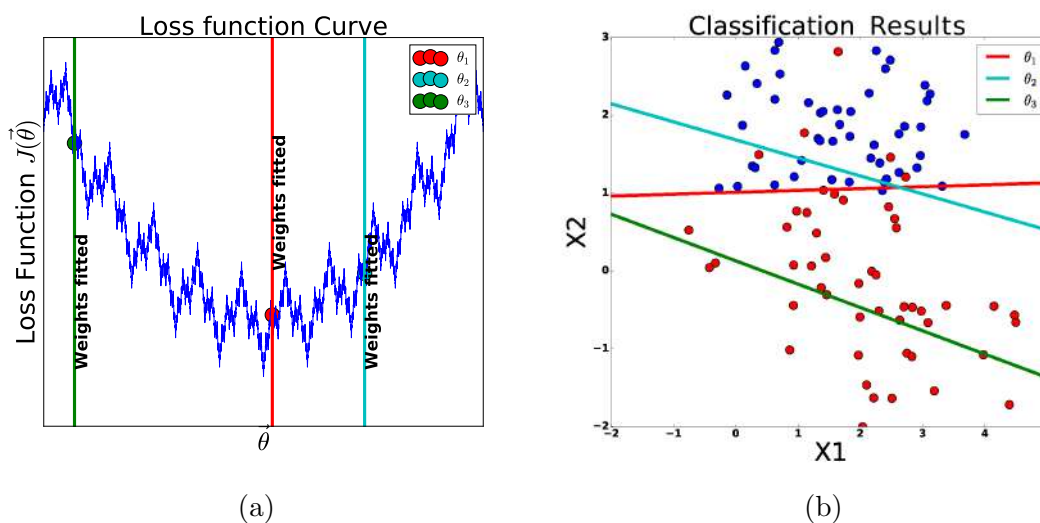 Loss function Curve
Loss Function J(θ⃗)
θ₁
θ₂
θ₃
Weights fitted
Weights fitted
Weights fitted
θ⃗
(a)
Classification Results
X2
3
2
1
0
−1
−2
θ₁
θ₂
θ₃
−2 −1 0 1 2 3 4
X1
(b)